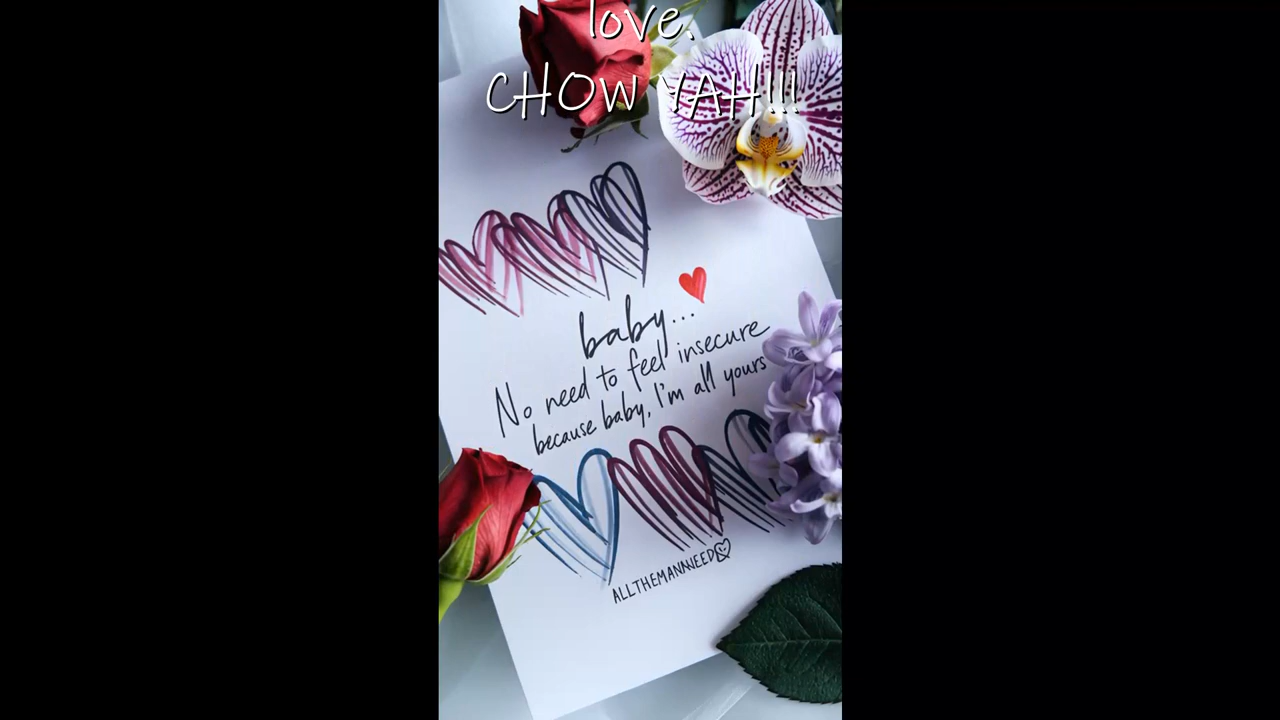 love.
CHOW YAH!!!
baby...
No need to feel insecure
because baby, I'm all yours
ALLTHEMANNEED